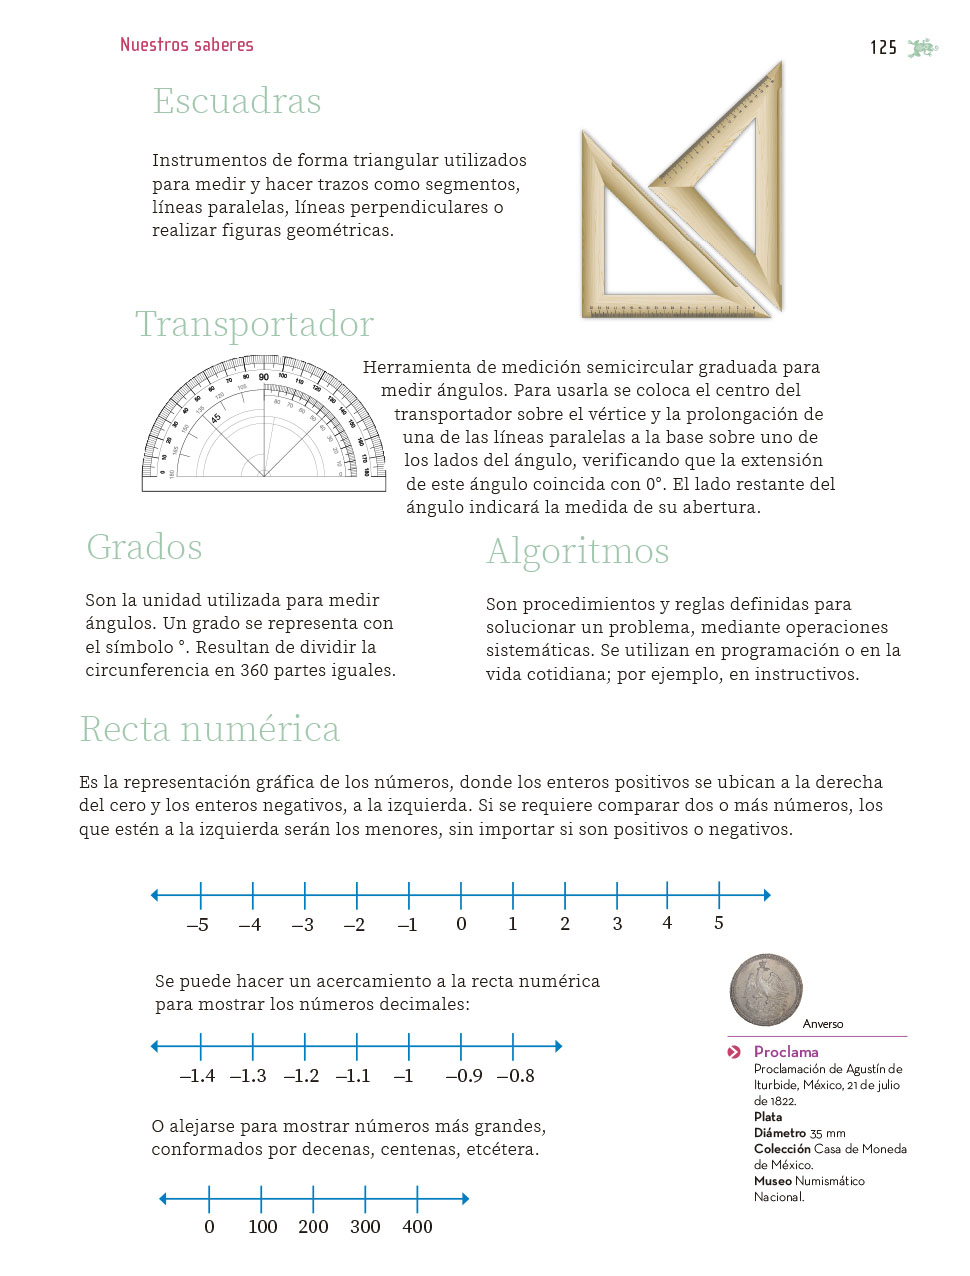 Nuestros saberes
125
Escuadras
Instrumentos de forma triangular utilizados
para medir y hacer trazos como segmentos,
líneas paralelas, líneas perpendiculares o
realizar figuras geométricas.
Transportador
Herramienta de medición semicircular graduada para
medir ángulos. Para usarla se coloca el centro del
transportador sobre el vértice y la prolongación de
una de las líneas paralelas a la base sobre uno de
los lados del ángulo, verificando que la extensión
de este ángulo coincida con 0°. El lado restante del
ángulo indicará la medida de su abertura.
Grados
Son la unidad utilizada para medir
ángulos. Un grado se representa con
el símbolo °. Resultan de dividir la
circunferencia en 360 partes iguales.
Algoritmos
Son procedimientos y reglas definidas para
solucionar un problema, mediante operaciones
sistemáticas. Se utilizan en programación o en la
vida cotidiana; por ejemplo, en instructivos.
Recta numérica
Es la representación gráfica de los números, donde los enteros positivos se ubican a la derecha
del cero y los enteros negativos, a la izquierda. Si se requiere comparar dos o más números, los
que estén a la izquierda serán los menores, sin importar si son positivos o negativos.
–5 –4 –3 –2 –1 0 1 2 3 4 5
Se puede hacer un acercamiento a la recta numérica
para mostrar los números decimales:
–1.4 –1.3 –1.2 –1.1 –1 –0.9 –0.8
O alejarse para mostrar números más grandes,
conformados por decenas, centenas, etcétera.
0 100 200 300 400
Anverso
Proclama
Proclamación de Agustín de
Iturbide, México, 21 de julio
de 1822.
Plata
Diámetro 35 mm
Colección Casa de Moneda
de México.
Museo Numismático
Nacional.